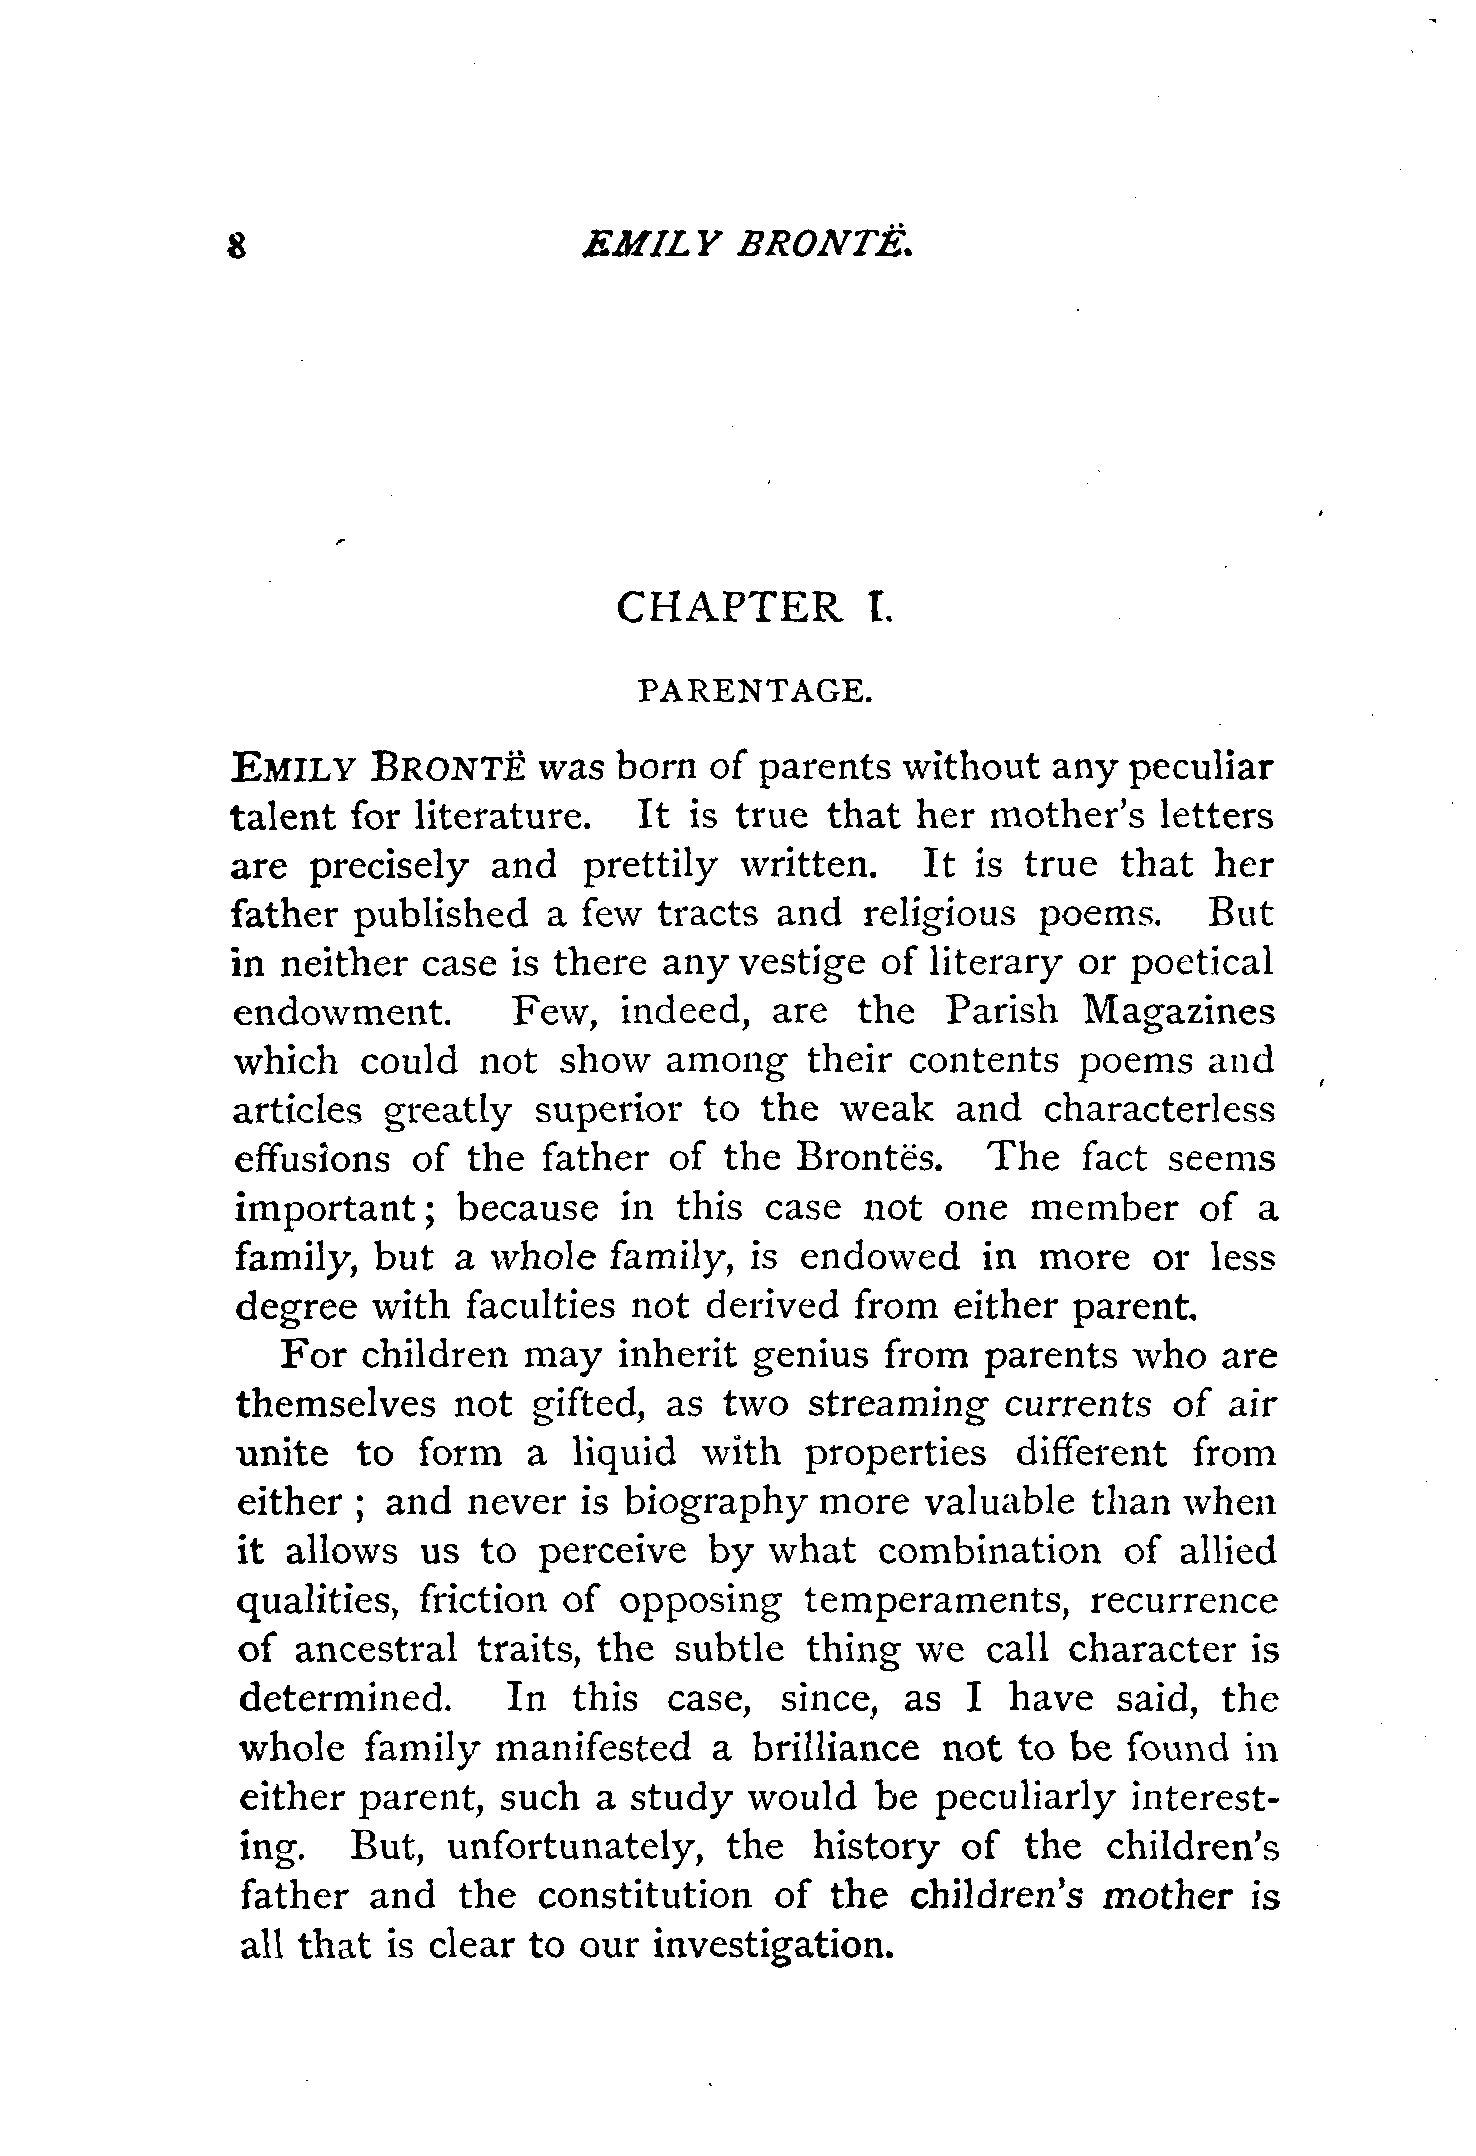 8 EMILY BRONTË.
CHAPTER I.
PARENTAGE.
EMILY BRONTË was born of parents without any peculiar
talent for literature. It is true that her mother's letters
are precisely and prettily written. It is true that her
father published a few tracts and religious poems. But
in neither case is there any vestige of literary or poetical
endowment. Few, indeed, are the Parish Magazines
which could not show among their contents poems and
articles greatly superior to the weak and characterless
effusions of the father of the Brontës. The fact seems
important; because in this case not one member of a
family, but a whole family, is endowed in more or less
degree with faculties not derived from either parent.
For children may inherit genius from parents who are
themselves not gifted, as two streaming currents of air
unite to form a liquid with properties different from
either; and never is biography more valuable than when
it allows us to perceive by what combination of allied
qualities, friction of opposing temperaments, recurrence
of ancestral traits, the subtle thing we call character is
determined. In this case, since, as I have said, the
whole family manifested a brilliance not to be found in
either parent, such a study would be peculiarly interest-
ing. But, unfortunately, the history of the children's
father and the constitution of the children's mother is
all that is clear to our investigation.